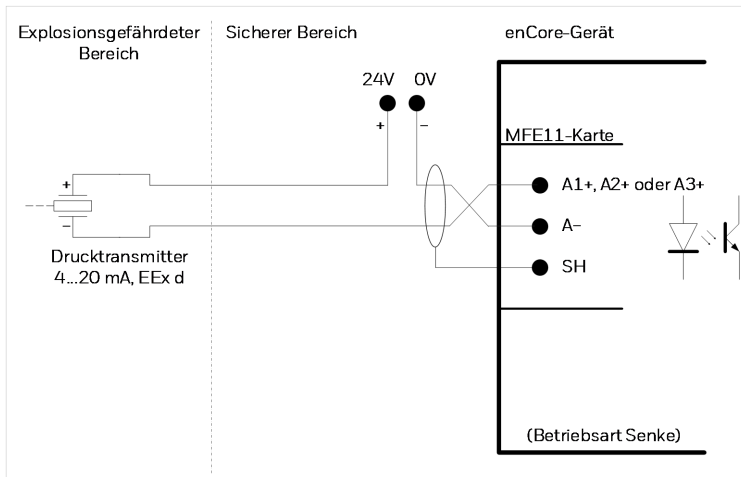 Explosionsgefährdeter
Bereich
Sicherer Bereich
enCore-Gerät
24V
0V
+
−
MFE11-Karte
+
A1+, A2+ oder A3+
−
A−
Drucktransmitter
4...20 mA, EEx d
SH
(Betriebsart Senke)